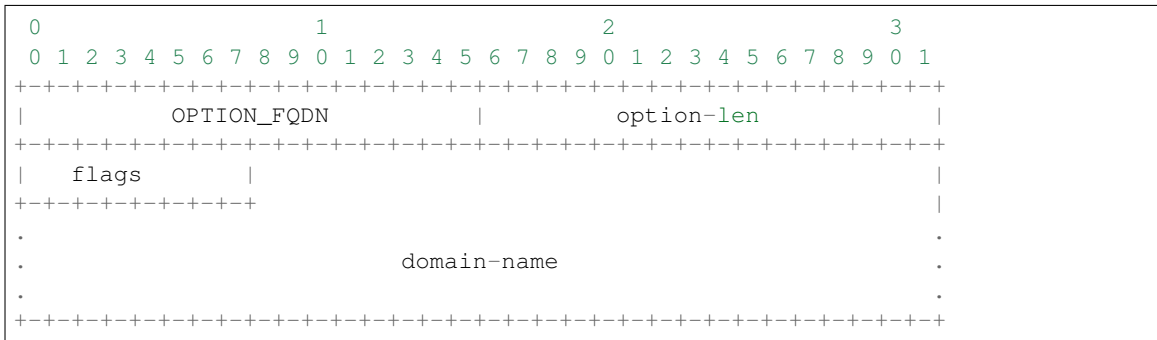 0                   1                   2                   3
 0 1 2 3 4 5 6 7 8 9 0 1 2 3 4 5 6 7 8 9 0 1 2 3 4 5 6 7 8 9 0 1
+-+-+-+-+-+-+-+-+-+-+-+-+-+-+-+-+-+-+-+-+-+-+-+-+-+-+-+-+-+-+-+-+
|          OPTION_FQDN          |         option-len            |
+-+-+-+-+-+-+-+-+-+-+-+-+-+-+-+-+-+-+-+-+-+-+-+-+-+-+-+-+-+-+-+-+
|   flags       |                                               |
+-+-+-+-+-+-+-+-+                                               |
.                                                               .
.                          domain-name                          .
.                                                               .
+-+-+-+-+-+-+-+-+-+-+-+-+-+-+-+-+-+-+-+-+-+-+-+-+-+-+-+-+-+-+-+-+